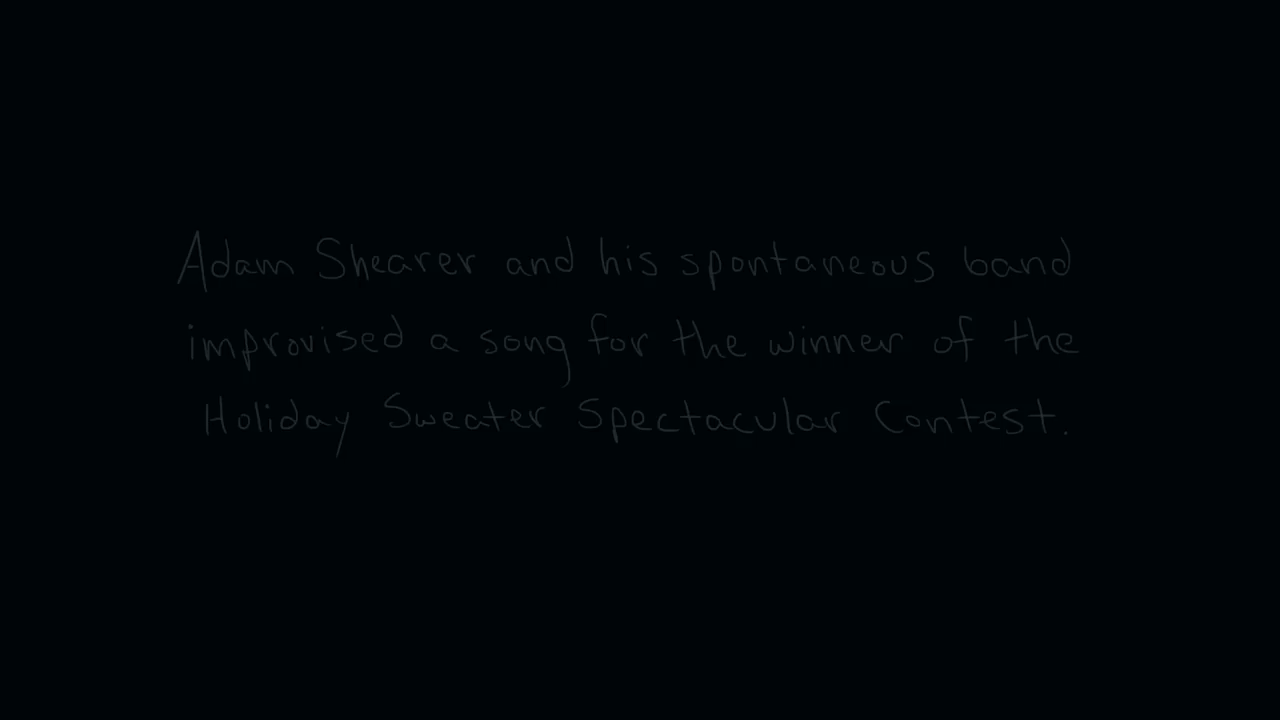 Adam Shearer and his spontaneous band
improvised a song for the winner of the
Holiday Sweater Spectacular Contest.